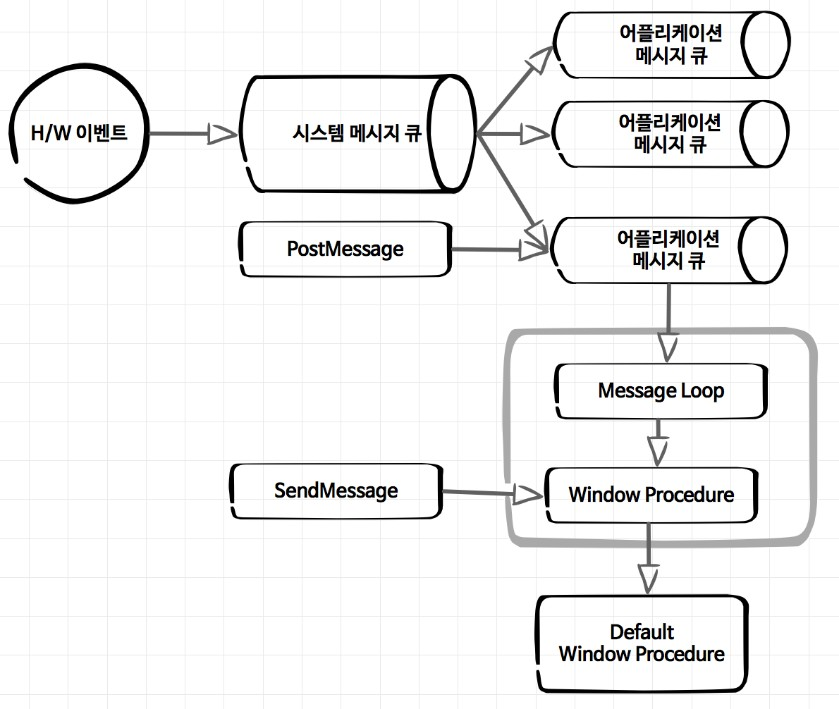 어플리케이션
메시지 큐
H/W 이벤트
시스템 메시지 큐
어플리케이션
메시지 큐
PostMessage
어플리케이션
메시지 큐
Message Loop
SendMessage
Window Procedure
Default
Window Procedure